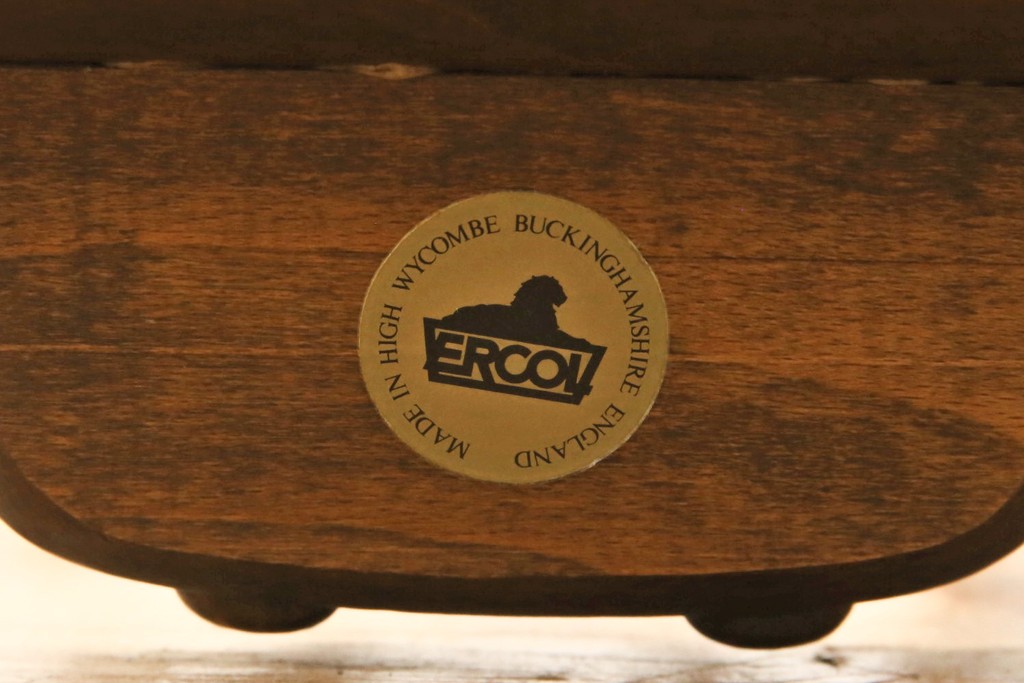 MADE IN HIGH WYCOMBE BUCKINGHAMSHIRE ENGLAND
ERCOL